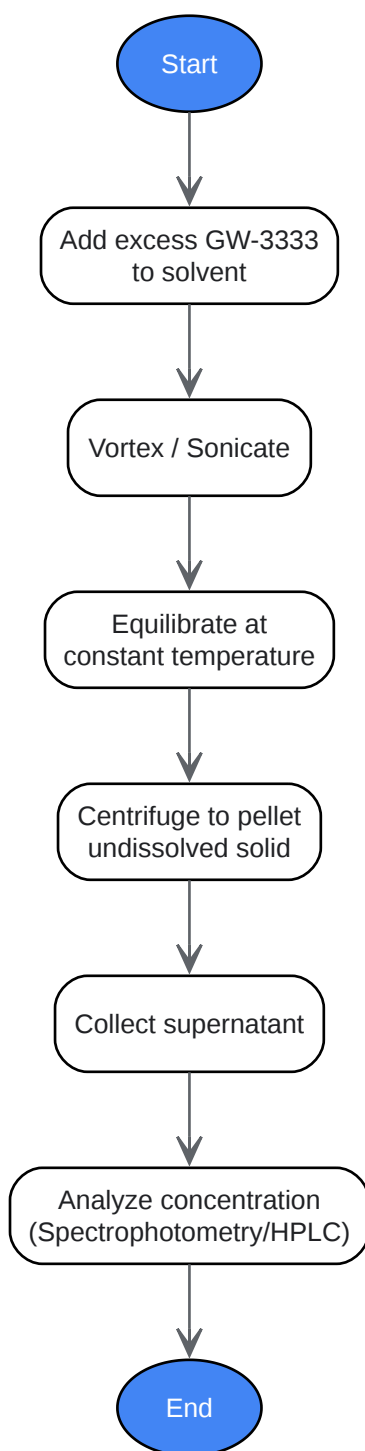 Start
Add excess GW-3333
to solvent
Vortex / Sonicate
Equilibrate at
constant temperature
Centrifuge to pellet
undissolved solid
Collect supernatant
Analyze concentration
(Spectrophotometry/HPLC)
End